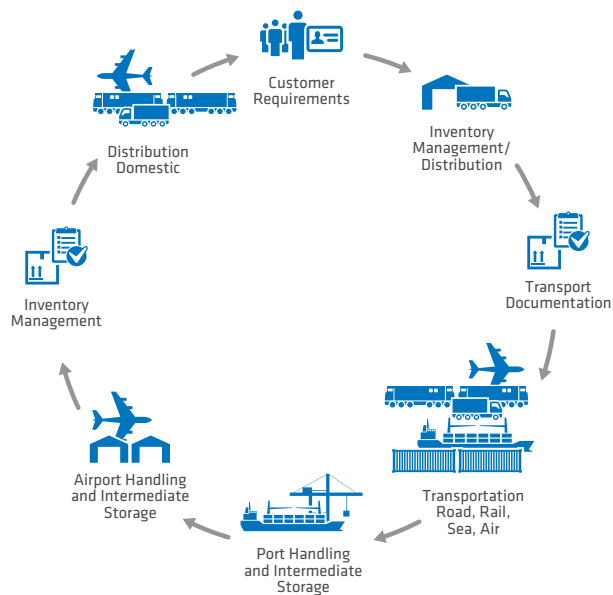 Customer
Requirements
Inventory
Management/
Distribution
Transport
Documentation
Transportation
Road, Rail,
Sea, Air
Port Handling
and Intermediate
Storage
Airport Handling
and Intermediate
Storage
Inventory
Management
Distribution
Domestic